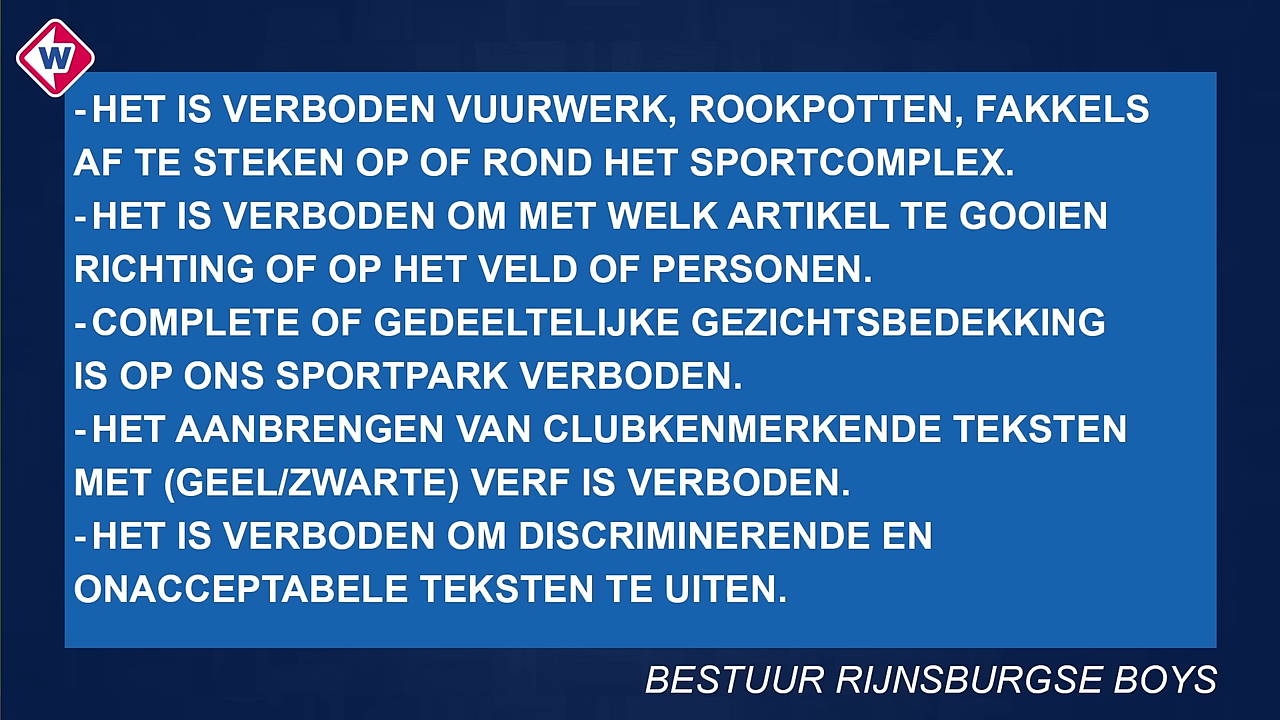 W
-HET IS VERBODEN VUURWERK, ROOKPOTTEN, FAKKELS
AF TE STEKEN OP OF ROND HET SPORTCOMPLEX.
-HET IS VERBODEN OM MET WELK ARTIKEL TE GOOIEN
RICHTING OF OP HET VELD OF PERSONEN.
-COMPLETE OF GEDEELTELIJKE GEZICHTSBEDEKKING
IS OP ONS SPORTPARK VERBODEN.
-HET AANBRENGEN VAN CLUBKENMERKENDE TEKSTEN
MET (GEEL/ZWARTE) VERF IS VERBODEN.
-HET IS VERBODEN OM DISCRIMINERENDE EN
ONACCEPTABELE TEKSTEN TE UITEN.
BESTUUR RIJNSBURGSE BOYS